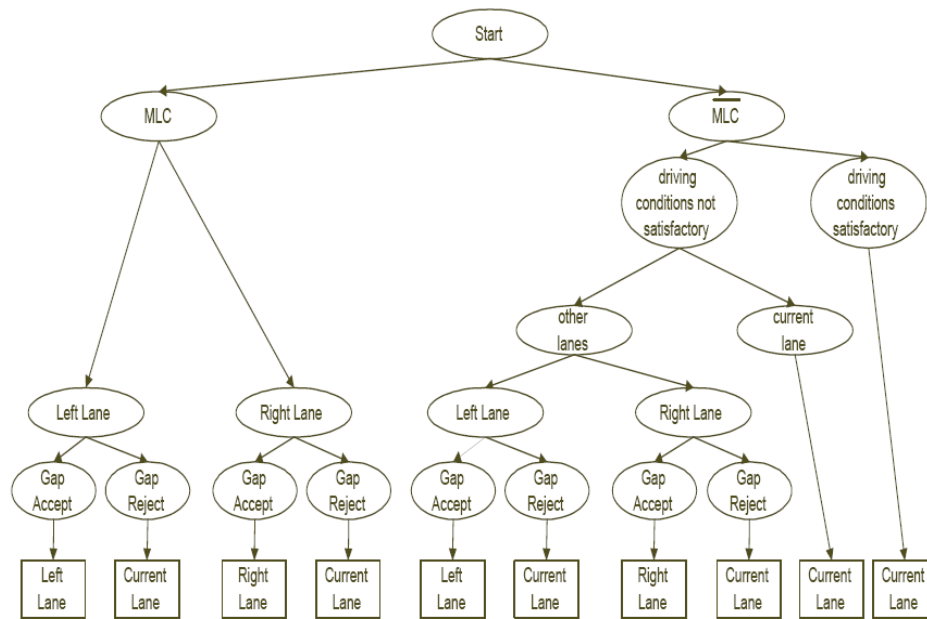 Start
MLC
M̅L̅C̅
driving
conditions not
satisfactory
driving
conditions
satisfactory
other
lanes
current
lane
Left Lane
Right Lane
Left Lane
Right Lane
Gap
Accept
Gap
Reject
Gap
Accept
Gap
Reject
Gap
Accept
Gap
Reject
Gap
Accept
Gap
Reject
Left
Lane
Current
Lane
Right
Lane
Current
Lane
Left
Lane
Current
Lane
Right
Lane
Current
Lane
Current
Lane
Current
Lane